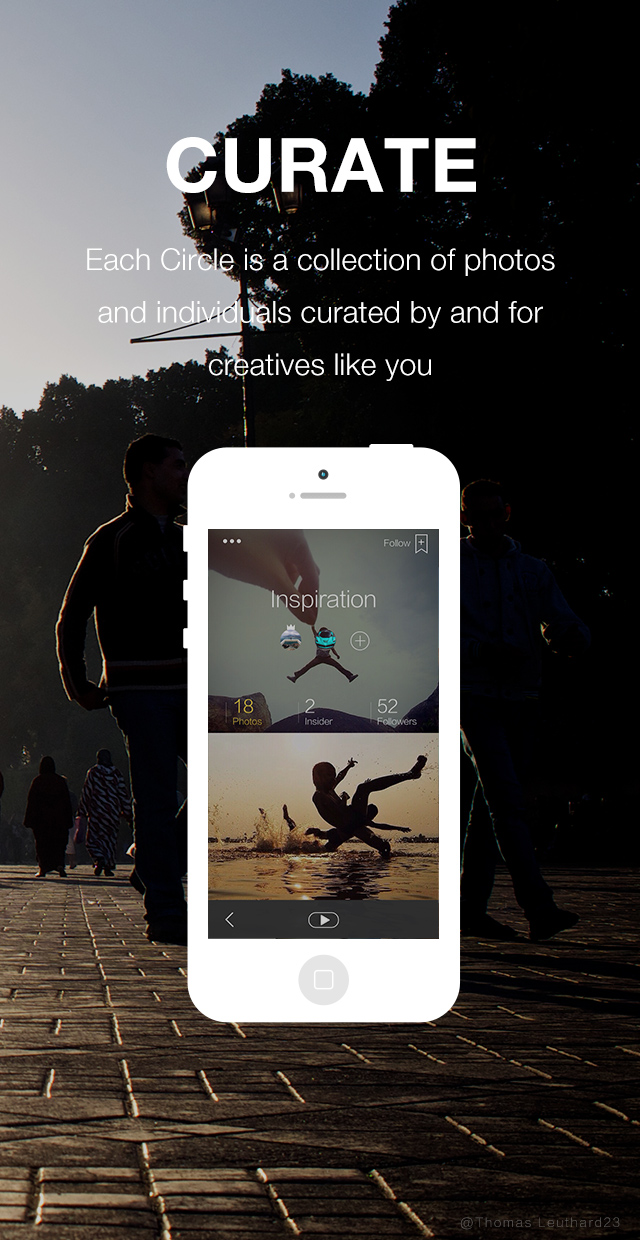 CURATE
Each Circle is a collection of photos
and individuals curated by and for
creatives like you
Follow
Inspiration
18 2 52
Photos Insider Followers
@Thomas Leuthard23